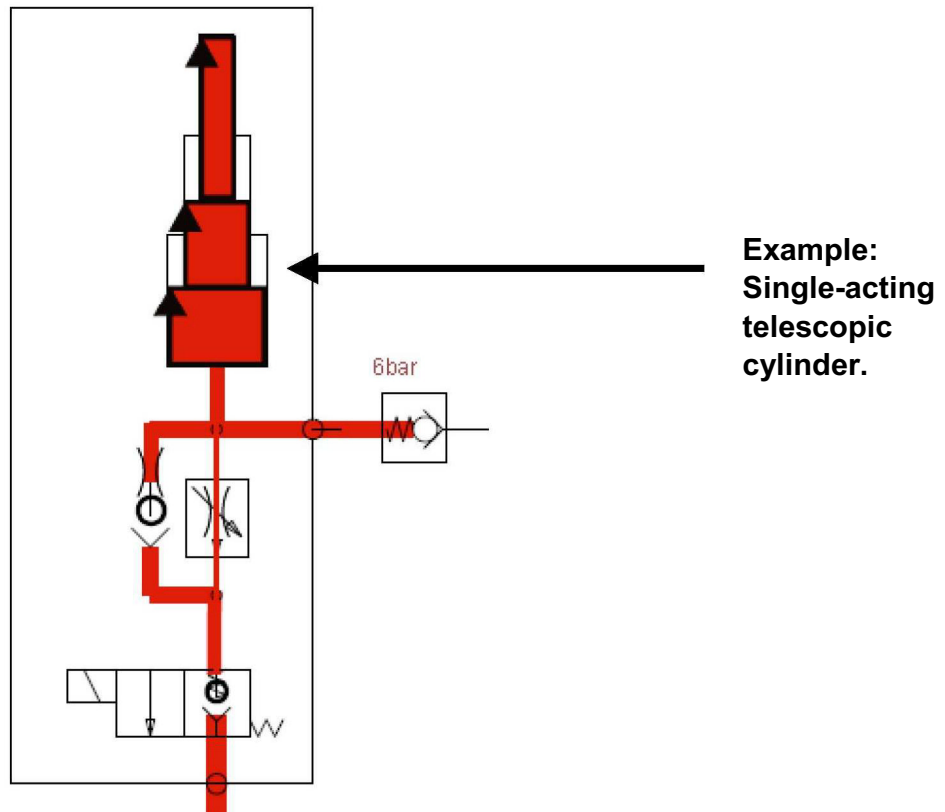 Example:
Single-acting
telescopic
cylinder.
6bar